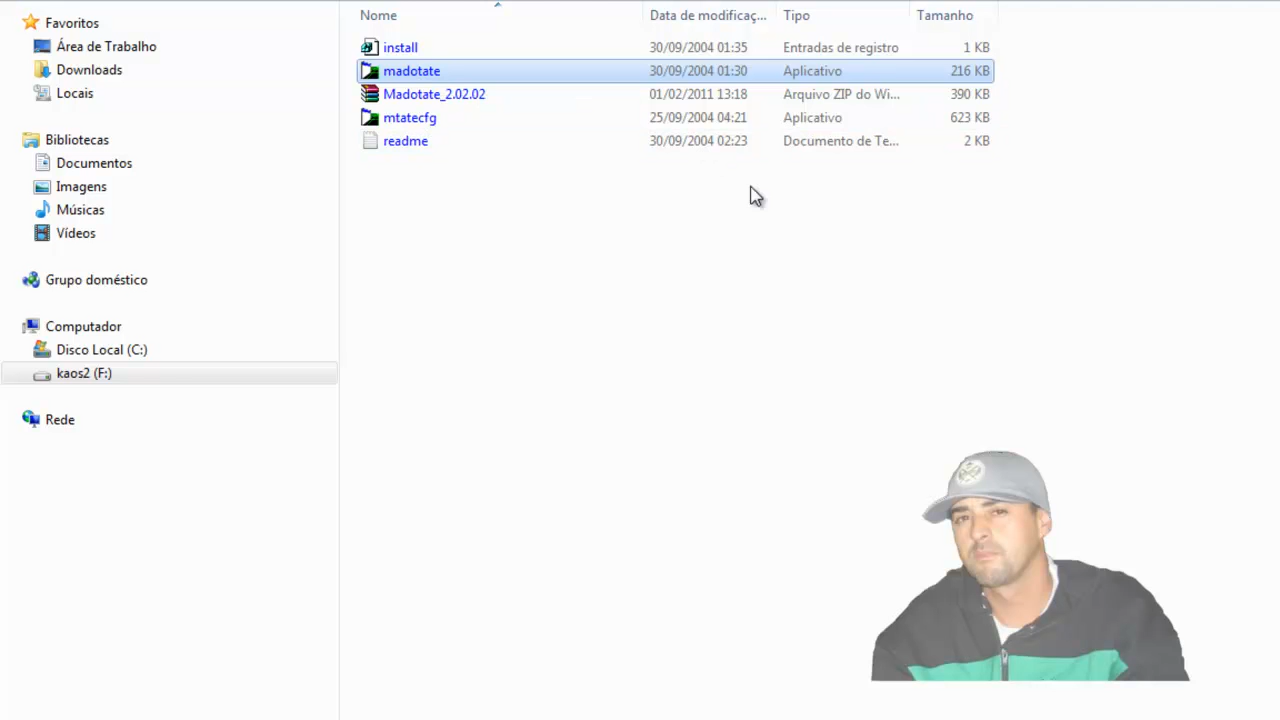 Favoritos
Área de Trabalho
Downloads
Locais
Bibliotecas
Documentos
Imagens
Músicas
Vídeos
Grupo doméstico
Computador
Disco Local (C:)
kaos2 (F:)
Rede
Nome Data de modificaç... Tipo Tamanho
install 30/09/2004 01:35 Entradas de registro 1 KB
madotate 30/09/2004 01:30 Aplicativo 216 KB
Madotate_2.02.02 01/02/2011 13:18 Arquivo ZIP do Wi... 390 KB
mtatecfg 25/09/2004 04:21 Aplicativo 623 KB
readme 30/09/2004 02:23 Documento de Te... 2 KB